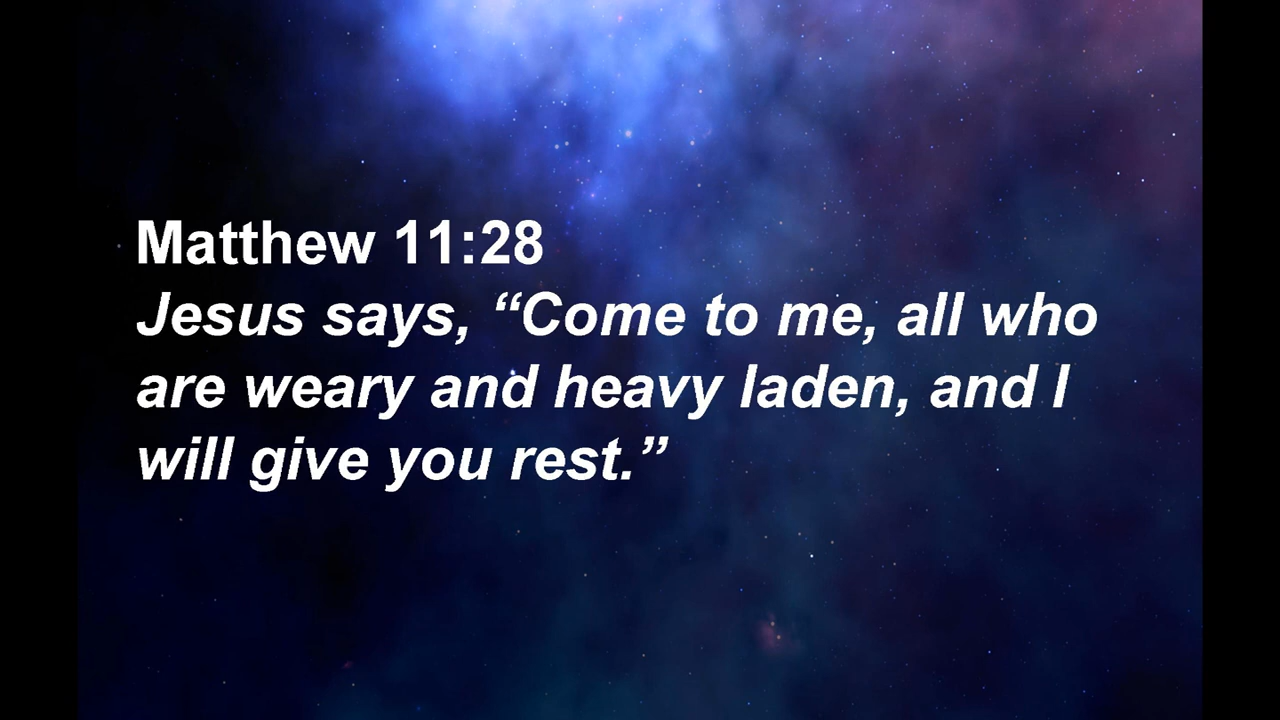 Matthew 11:28
Jesus says, “Come to me, all who
are weary and heavy laden, and I
will give you rest.”